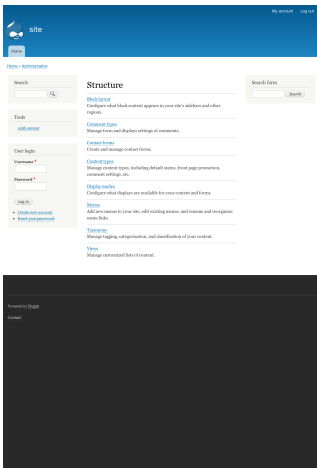 My account Log out
site
Home
Home » Administration
Search
Tools
Add content
User login
Username *
Password *
Log in
Create new account
Reset your password
Structure
Block layout
Configure what block content appears in your site's sidebars and other
regions.
Comment types
Manage form and displays settings of comments.
Contact forms
Create and manage contact forms.
Content types
Manage content types, including default status, front page promotion,
comment settings, etc.
Display modes
Configure what displays are available for your content and forms.
Menus
Add new menus to your site, edit existing menus, and rename and reorganize
menu links.
Taxonomy
Manage tagging, categorization, and classification of your content.
Views
Manage customized lists of content.
Search form
Search
Powered by Drupal
Contact